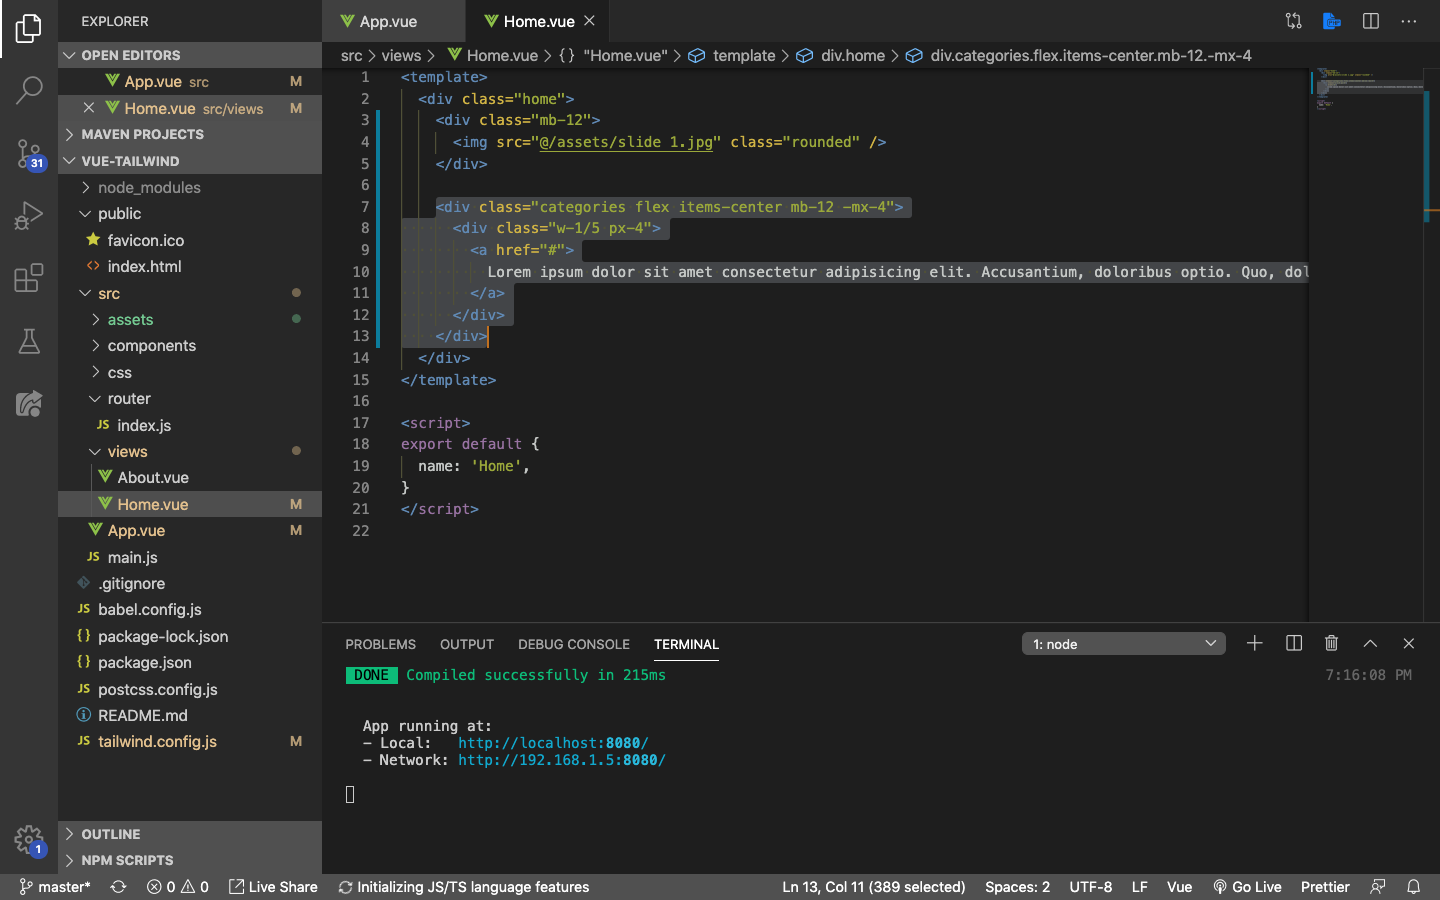 EXPLORER
OPEN EDITORS
App.vue src M
Home.vue src/views M
MAVEN PROJECTS
VUE-TAILWIND
node_modules
public
favicon.ico
index.html
src
assets
components
css
router
JS index.js
views
About.vue
Home.vue M
App.vue M
JS main.js
.gitignore
JS babel.config.js
{} package-lock.json
{} package.json
JS postcss.config.js
README.md
JS tailwind.config.js M
OUTLINE
NPM SCRIPTS
31
1
App.vue
Home.vue
src > views > Home.vue > {} "Home.vue" > template > div.home > div.categories.flex.items-center.mb-12.-mx-4
1 <template>
2 <div class="home">
3 <div class="mb-12">
4 <img src="@/assets/slide 1.jpg" class="rounded" />
5 </div>
6
7 <div class="categories flex items-center mb-12 -mx-4">
8 <div class="w-1/5 px-4">
9 <a href="#">
10 Lorem ipsum dolor sit amet consectetur adipisicing elit. Accusantium, doloribus optio. Quo, dol
11 </a>
12 </div>
13 </div>
14 </div>
15 </template>
16
17 <script>
18 export default {
19 name: 'Home',
20 }
21 </script>
22
PROBLEMS OUTPUT DEBUG CONSOLE TERMINAL 1: node
DONE Compiled successfully in 215ms 7:16:08 PM
App running at:
- Local: http://localhost:8080/
- Network: http://192.168.1.5:8080/
master* 0 0 Live Share Initializing JS/TS language features Ln 13, Col 11 (389 selected) Spaces: 2 UTF-8 LF Vue Go Live Prettier